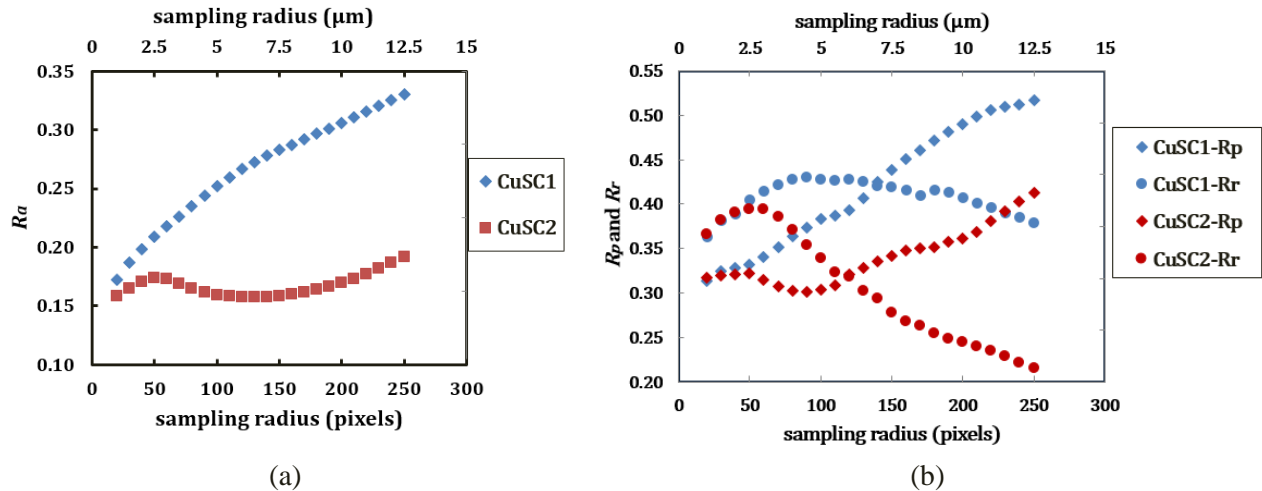 sampling radius (μm)
0 2.5 5 7.5 10 12.5 15
0.35
0.30
0.25
0.20
0.15
0.10
Ra
0 50 100 150 200 250 300
sampling radius (pixels)
CuSC1
CuSC2
(a)
sampling radius (μm)
0 2.5 5 7.5 10 12.5 15
0.55
0.50
0.45
0.40
0.35
0.30
0.25
0.20
Rp and Rr
0 50 100 150 200 250 300
sampling radius (pixels)
CuSC1-Rp
CuSC1-Rr
CuSC2-Rp
CuSC2-Rr
(b)